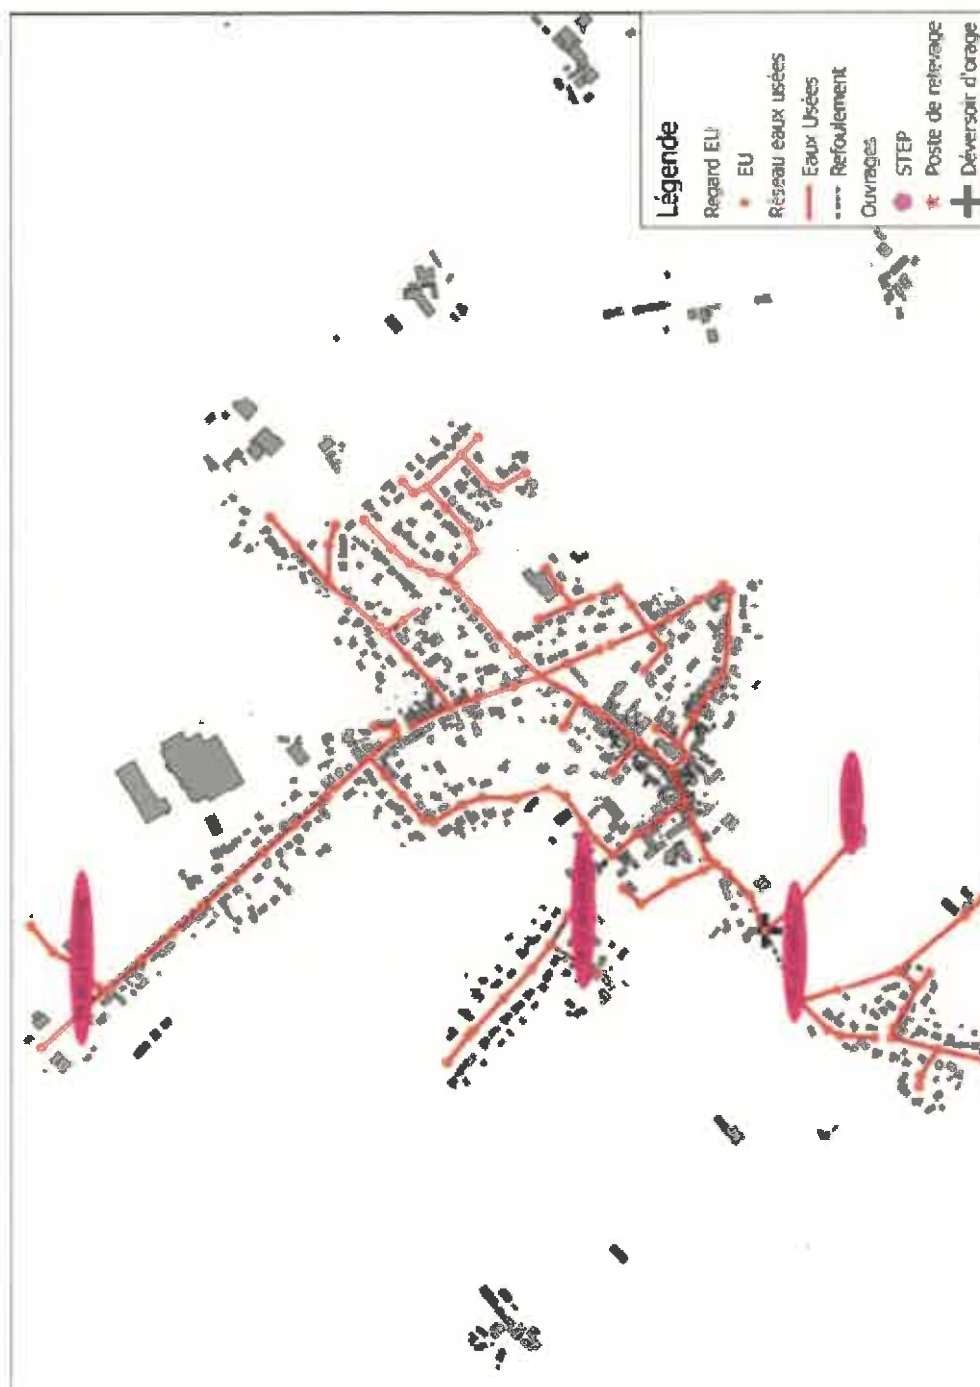 Légende
Regard EU
EU
Réseau eaux usées
Eaux Usées
Refoulement
Ouvrages
STEP
Poste de relevage
Déversoir d'orage